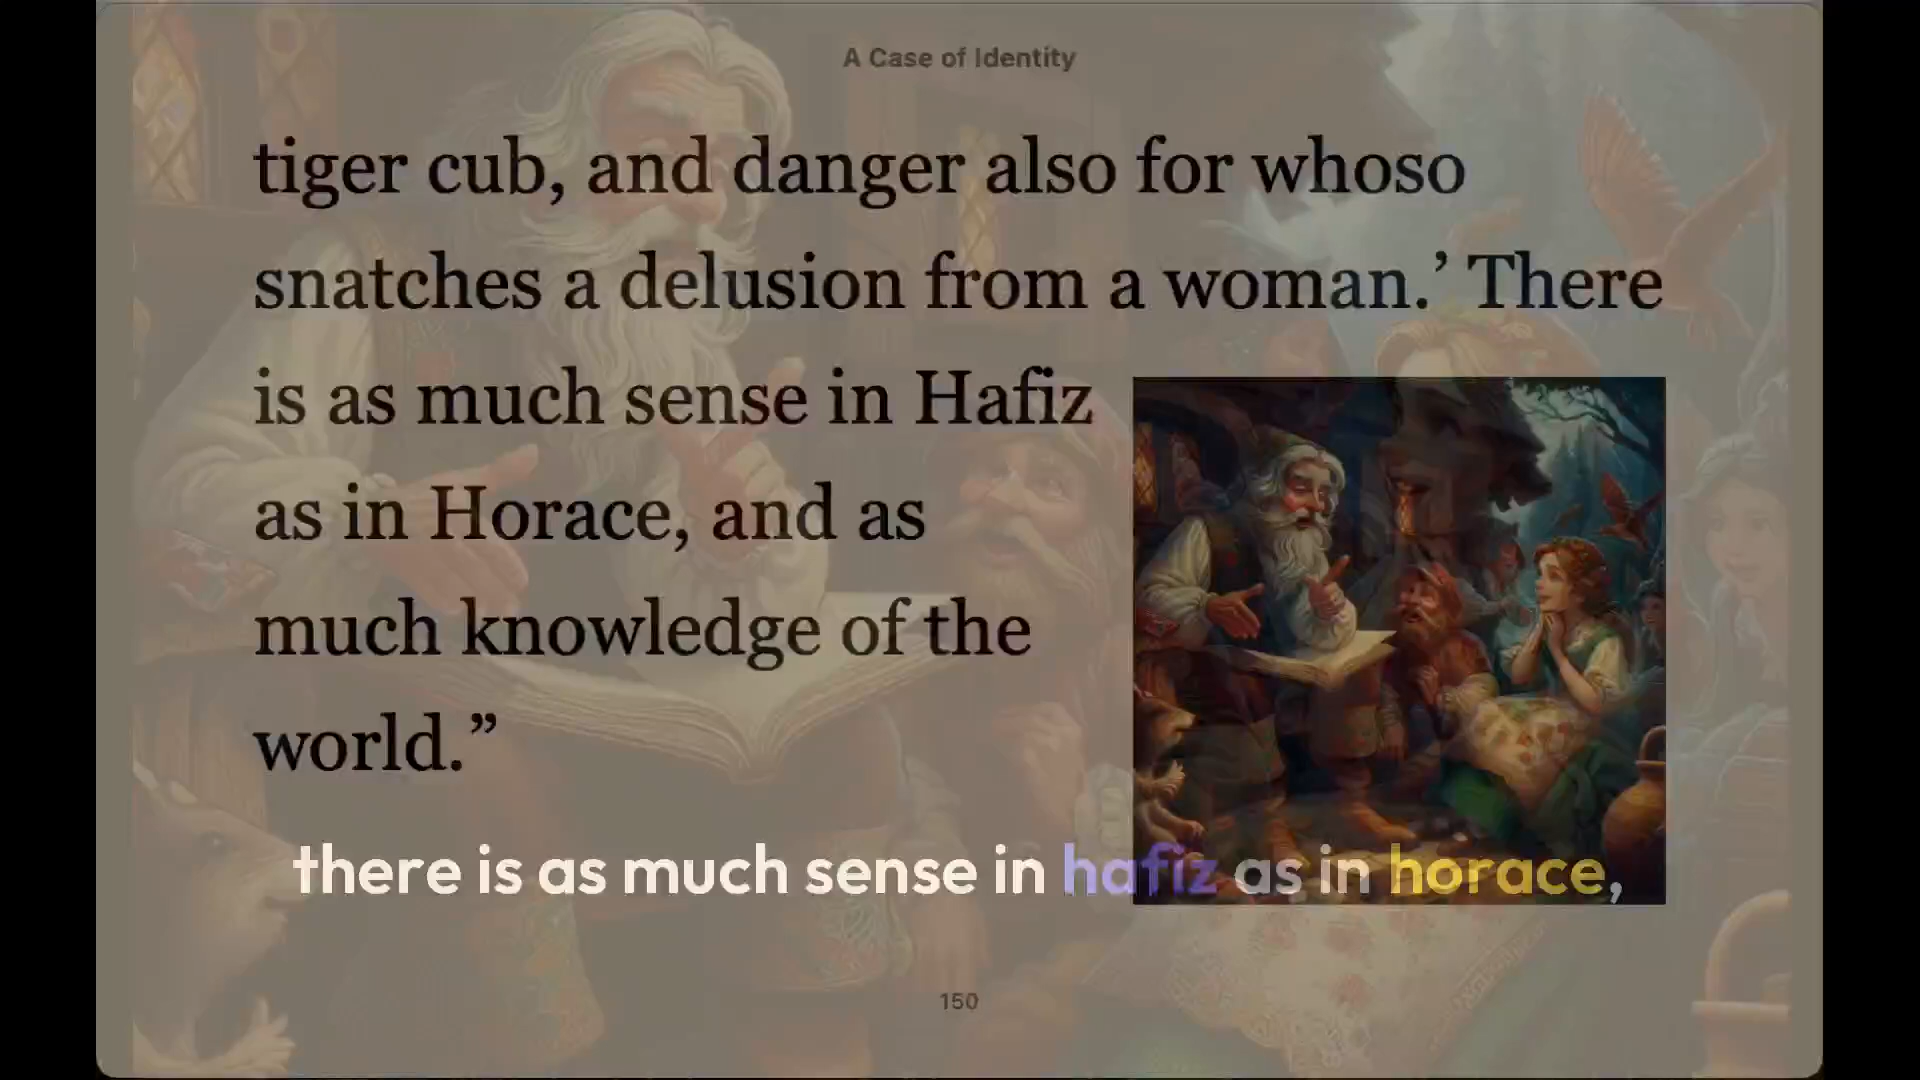 A Case of Identity
tiger cub, and danger also for whoso
snatches a delusion from a woman.’ There
is as much sense in Hafiz
as in Horace, and as
much knowledge of the
world.”
there is as much sense in hafiz as in horace,
150